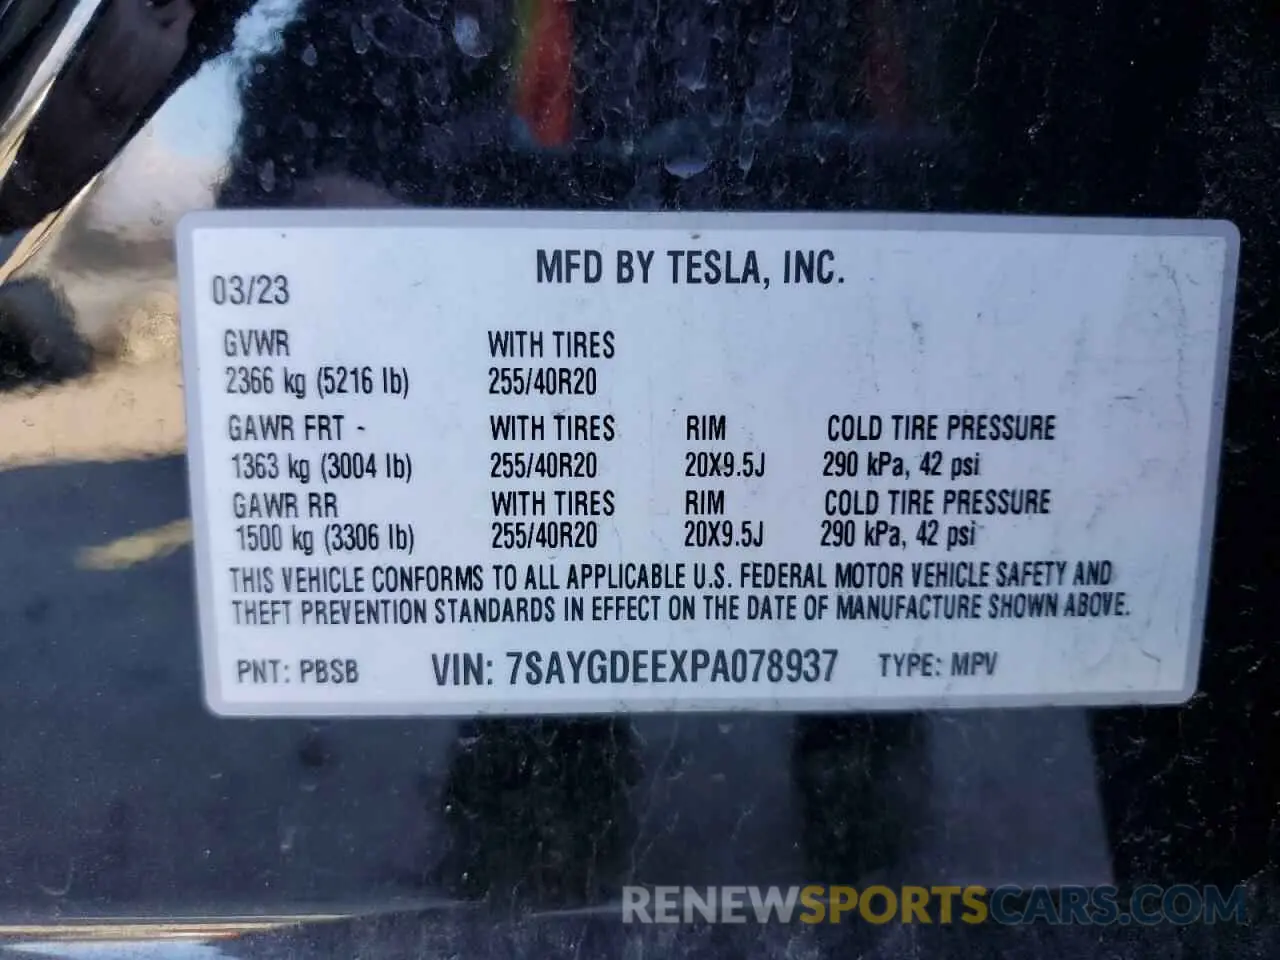 MFD BY TESLA, INC.
03/23
GVWR WITH TIRES
2366 kg (5216 lb) 255/40R20
GAWR FRT - WITH TIRES RIM COLD TIRE PRESSURE
1363 kg (3004 lb) 255/40R20 20X9.5J 290 kPa, 42 psi
GAWR RR WITH TIRES RIM COLD TIRE PRESSURE
1500 kg (3306 lb) 255/40R20 20X9.5J 290 kPa, 42 psi
THIS VEHICLE CONFORMS TO ALL APPLICABLE U.S. FEDERAL MOTOR VEHICLE SAFETY AND
THEFT PREVENTION STANDARDS IN EFFECT ON THE DATE OF MANUFACTURE SHOWN ABOVE.
PNT: PBSB VIN: 7SAYGDEEXPA078937 TYPE: MPV
RENEWSPORTSCARS.COM